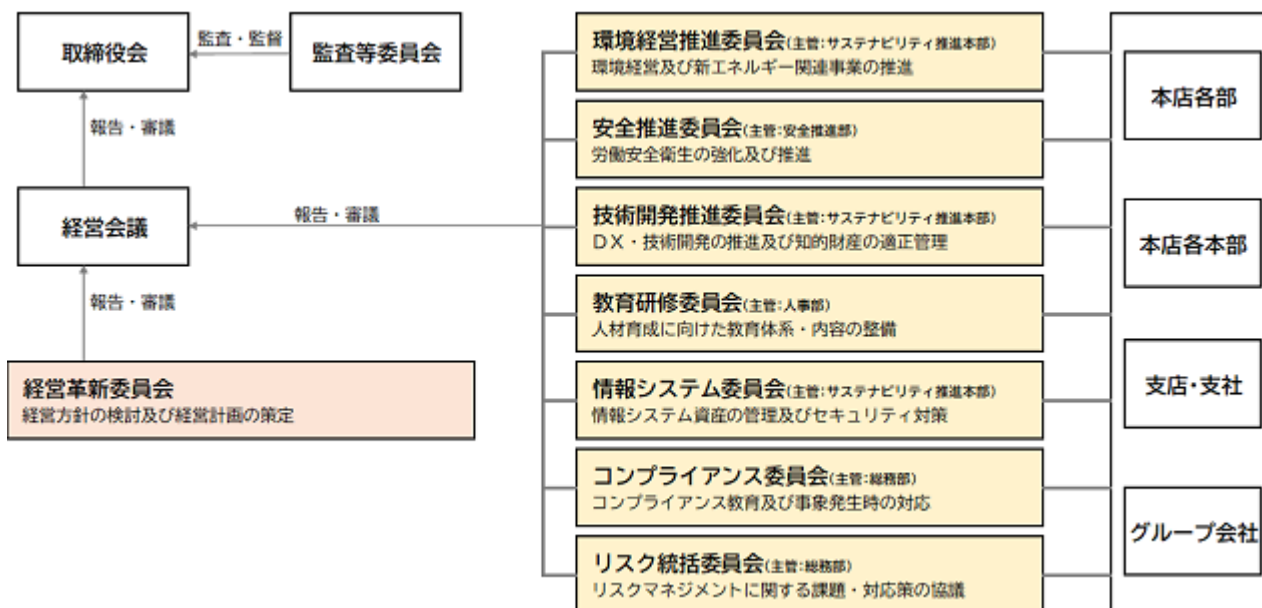 取締役会
監査・監督
監査等委員会
報告・審議
経営会議
報告・審議
報告・審議
経営革新委員会
経営方針の検討及び経営計画の策定
環境経営推進委員会(主管:サステナビリティ推進本部)
環境経営及び新エネルギー関連事業の推進
安全推進委員会(主管:安全推進部)
労働安全衛生の強化及び推進
技術開発推進委員会(主管:サステナビリティ推進本部)
DX・技術開発の推進及び知的財産の適正管理
教育研修委員会(主管:人事部)
人材育成に向けた教育体系・内容の整備
情報システム委員会(主管:サステナビリティ推進本部)
情報システム資産の管理及びセキュリティ対策
コンプライアンス委員会(主管:総務部)
コンプライアンス教育及び事象発生時の対応
リスク統括委員会(主管:総務部)
リスクマネジメントに関する課題・対応策の協議
本店各部
本店各本部
支店・支社
グループ会社